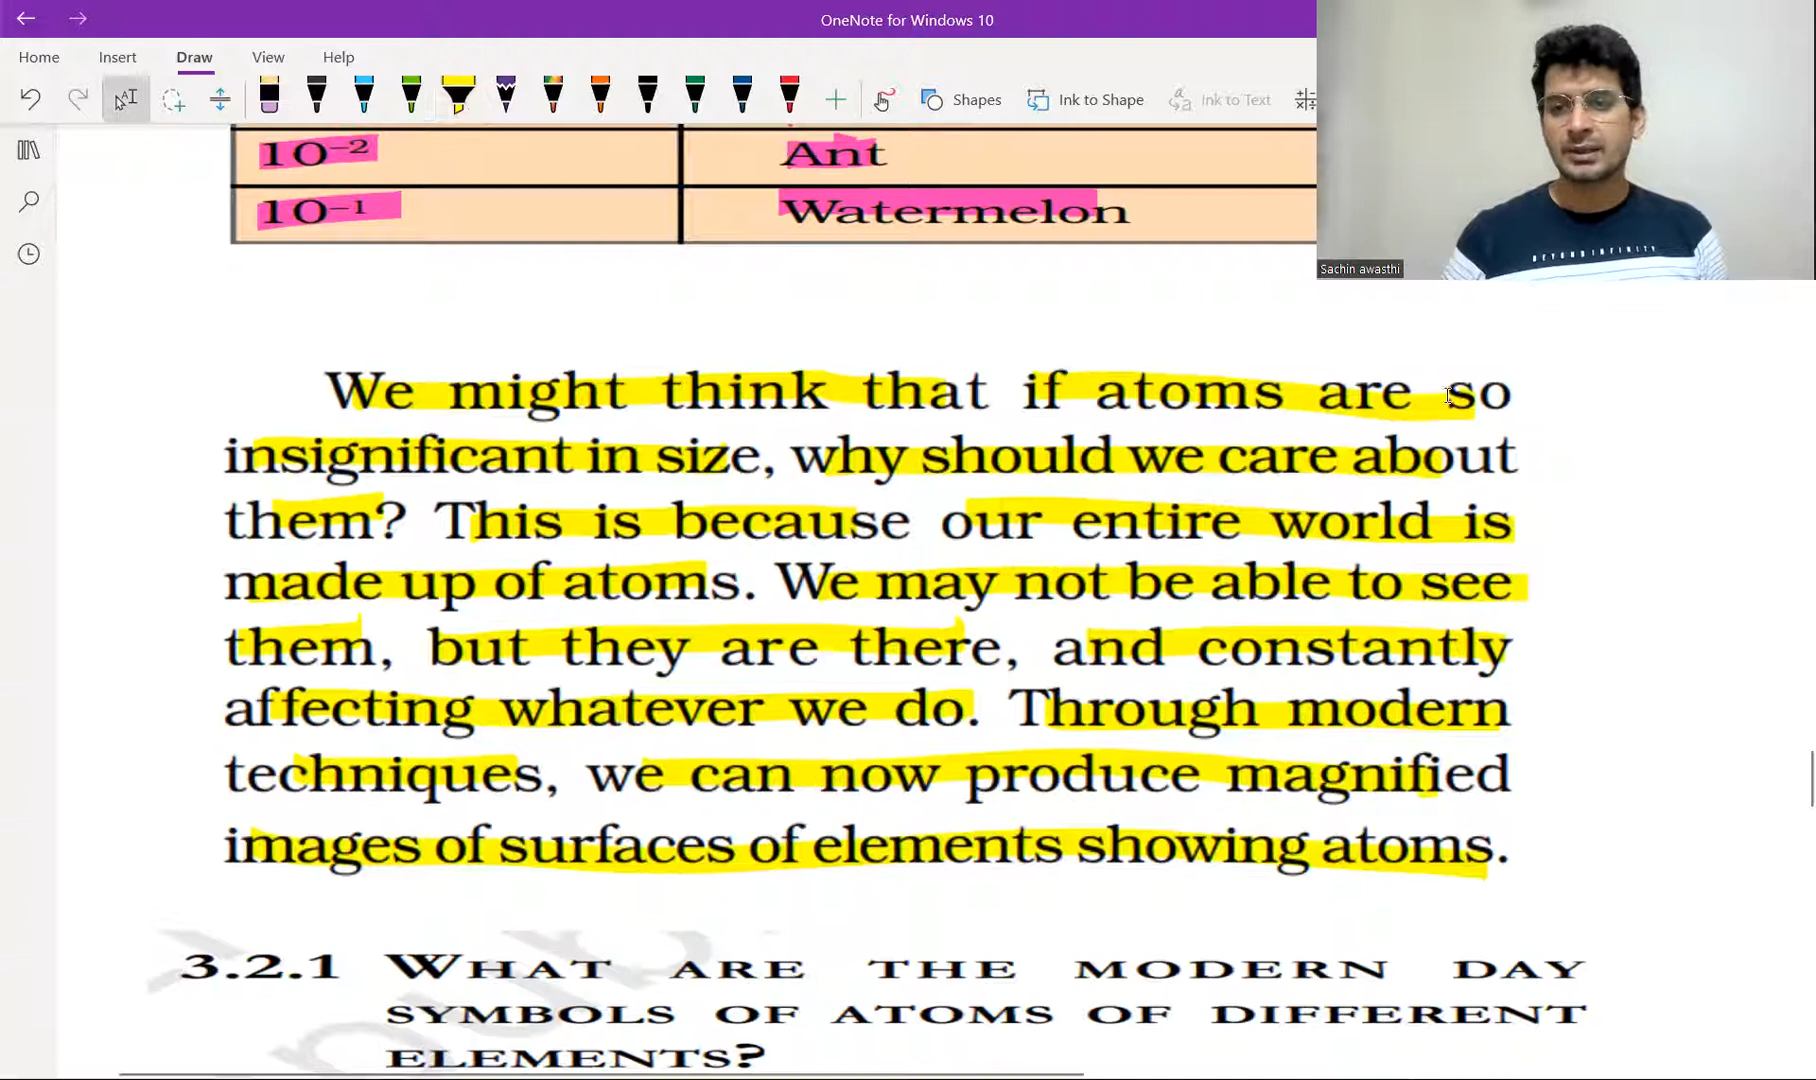 OneNote for Windows 10
Home Insert Draw View Help
Shapes Ink to Shape Ink to Text
10⁻² Ant
10⁻¹ Watermelon
BEYONDINFINITY
Sachin awasthi
We might think that if atoms are so
insignificant in size, why should we care about
them? This is because our entire world is
made up of atoms. We may not be able to see
them, but they are there, and constantly
affecting whatever we do. Through modern
techniques, we can now produce magnified
images of surfaces of elements showing atoms.
3.2.1 WHAT ARE THE MODERN DAY
SYMBOLS OF ATOMS OF DIFFERENT
ELEMENTS?